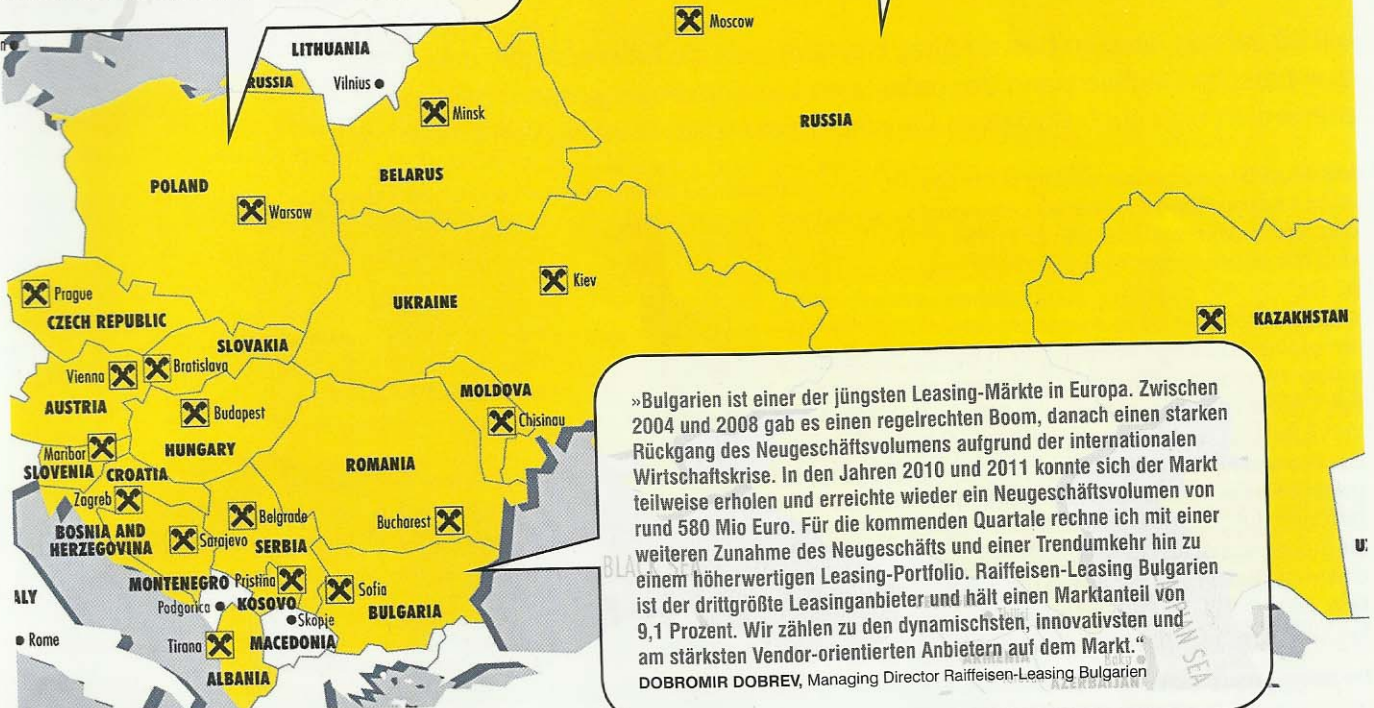 Moscow
LITHUANIA
RUSSIA
Vilnius
Minsk
RUSSIA
POLAND
BELARUS
Warsaw
Prague
Kiev
CZECH REPUBLIC
UKRAINE
KAZAKHSTAN
SLOVAKIA
Vienna
Bratislava
AUSTRIA
Budapest
MOLDOVA
Chisinau
Maribor
HUNGARY
SLOVENIA
CROATIA
ROMANIA
Zagreb
Belgrade
Bucharest
BOSNIA AND
HERZEGOVINA
Sarajevo
SERBIA
MONTENEGRO
Pristina
Sofia
Podgorica
KOSOVO
BULGARIA
Skopje
ALY
Rome
Tirana
MACEDONIA
ALBANIA
BLACK SEA
»Bulgarien ist einer der jüngsten Leasing-Märkte in Europa. Zwischen
2004 und 2008 gab es einen regelrechten Boom, danach einen starken
Rückgang des Neugeschäftsvolumens aufgrund der internationalen
Wirtschaftskrise. In den Jahren 2010 und 2011 konnte sich der Markt
teilweise erholen und erreichte wieder ein Neugeschäftsvolumen von
rund 580 Mio Euro. Für die kommenden Quartale rechne ich mit einer
weiteren Zunahme des Neugeschäfts und einer Trendumkehr hin zu
einem höherwertigen Leasing-Portfolio. Raiffeisen-Leasing Bulgarien
ist der drittgrößte Leasinganbieter und hält einen Marktanteil von
9,1 Prozent. Wir zählen zu den dynamischsten, innovativsten und
am stärksten Vendor-orientierten Anbietern auf dem Markt.“
DOBROMIR DOBREV, Managing Director Raiffeisen-Leasing Bulgarien
Baku
AZERBAIJAN